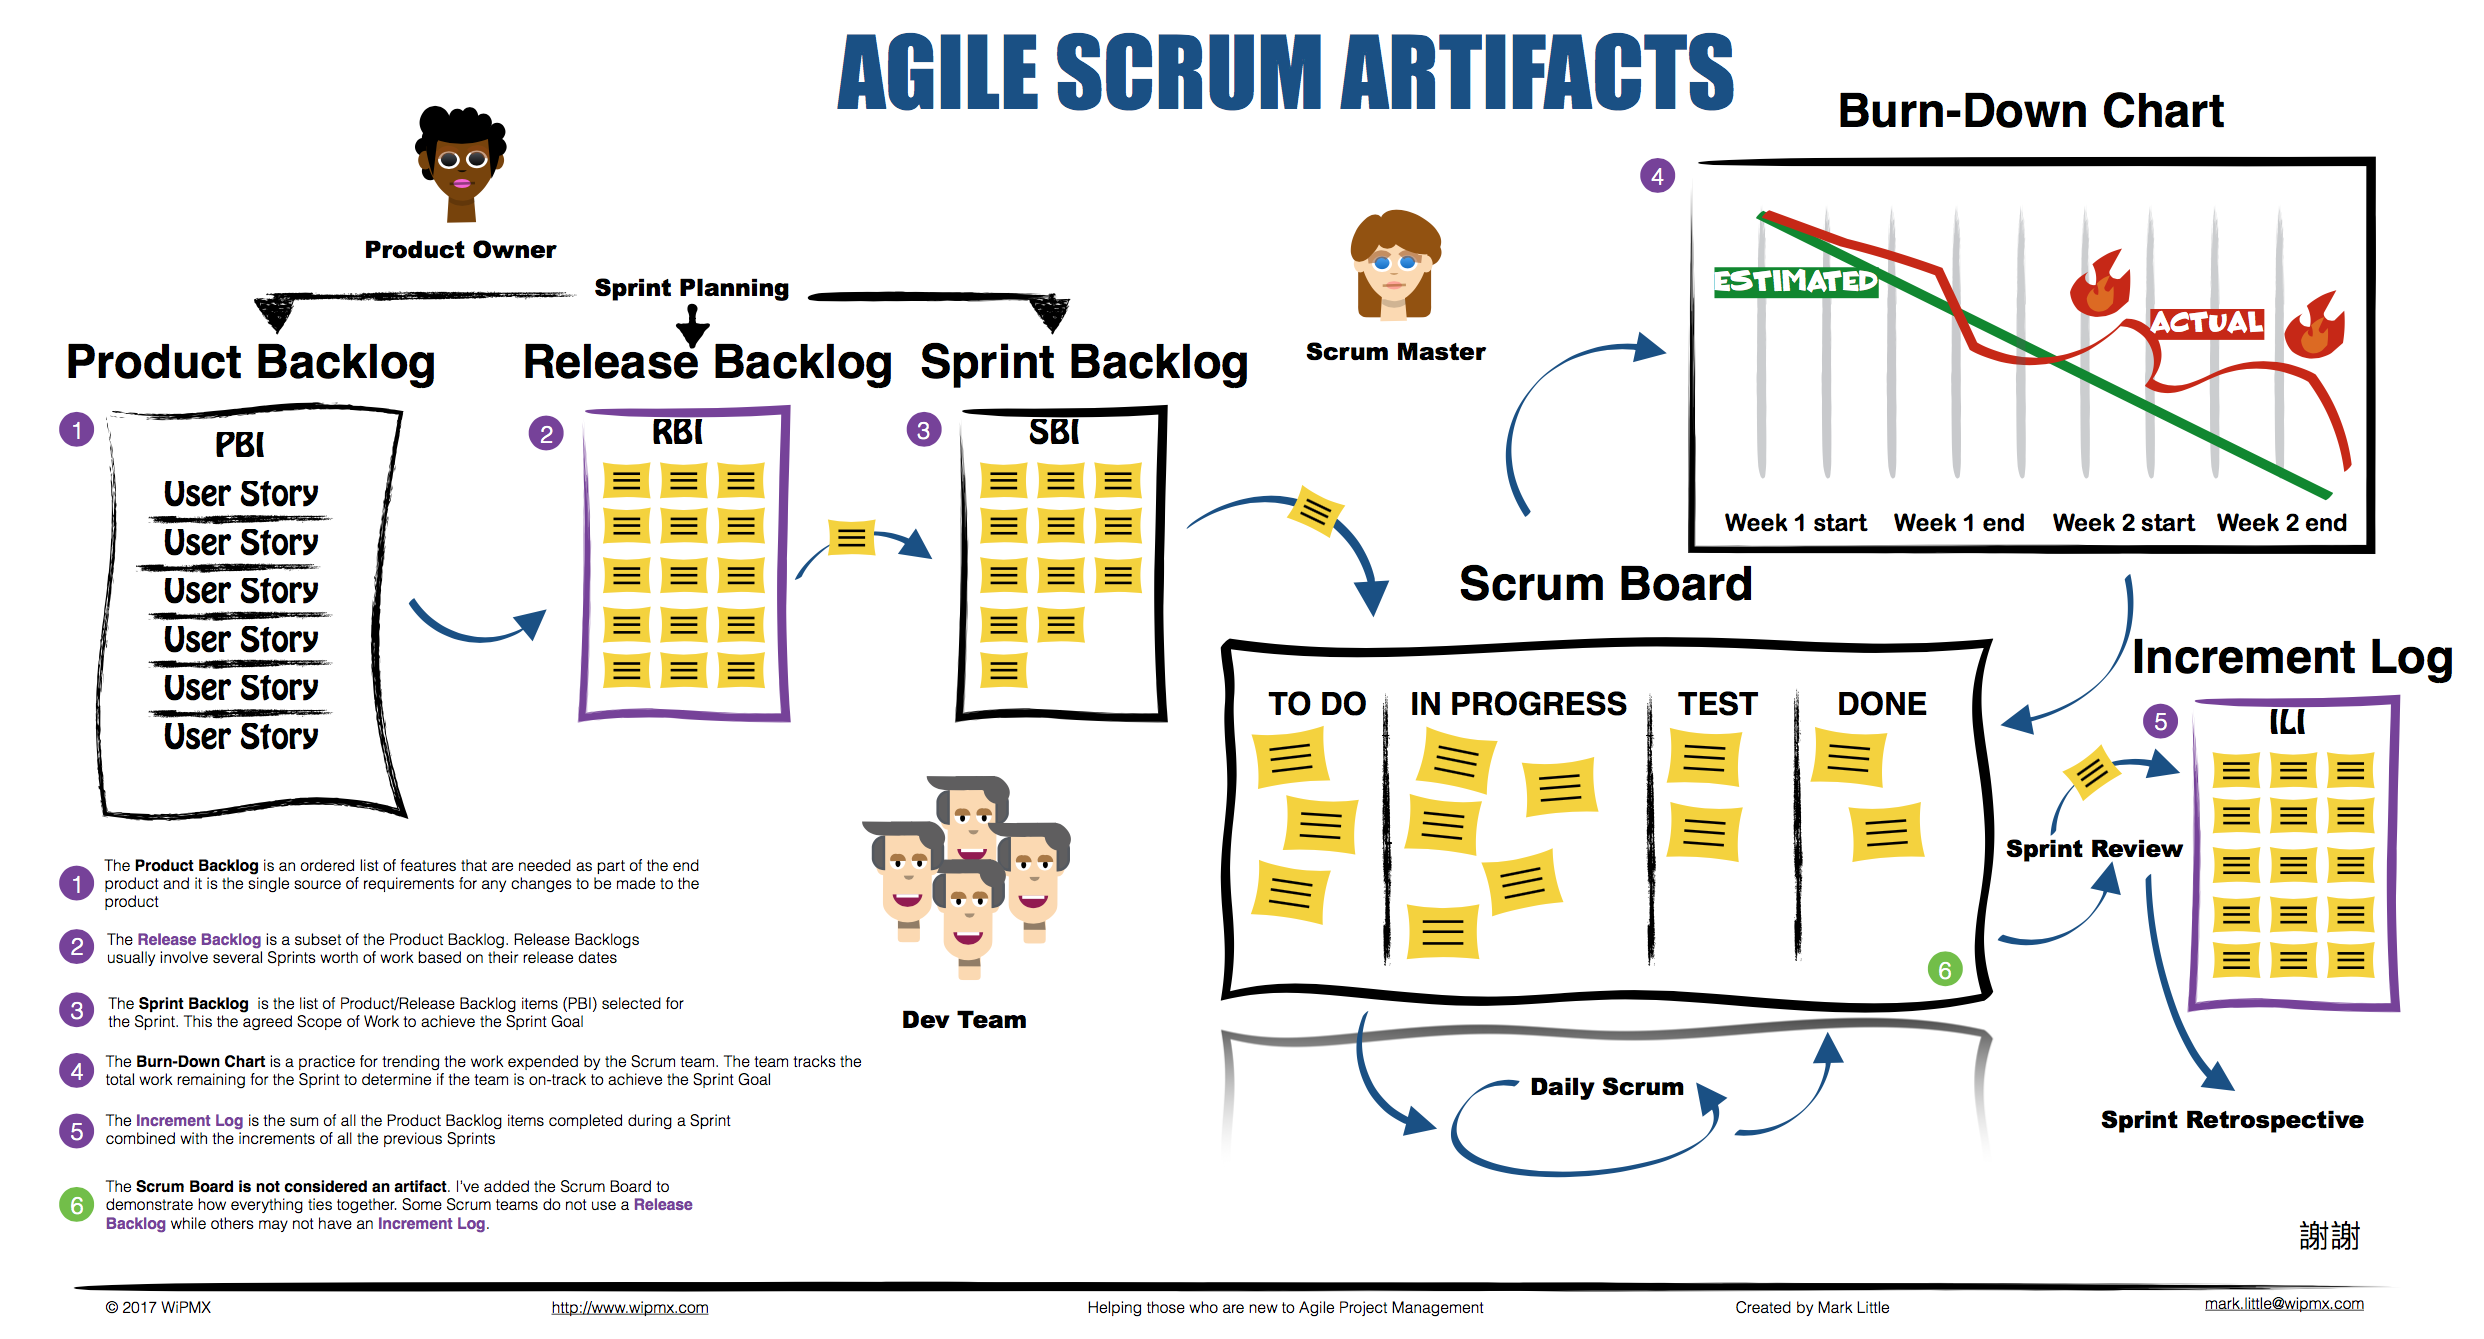 AGILE SCRUM ARTIFACTS
Product Owner
Sprint Planning
Product Backlog
Release Backlog
Sprint Backlog
Scrum Master
Burn-Down Chart
4
ESTIMATED
ACTUAL
Week 1 start
Week 1 end
Week 2 start
Week 2 end
1
PBI
User Story
User Story
User Story
User Story
User Story
User Story
2
RBI
3
SBI
Dev Team
Scrum Board
TO DO
IN PROGRESS
TEST
DONE
6
Daily Scrum
Increment Log
5
ILI
Sprint Review
Sprint Retrospective
1
The Product Backlog is an ordered list of features that are needed as part of the end
product and it is the single source of requirements for any changes to be made to the
product
2
The Release Backlog is a subset of the Product Backlog. Release Backlogs
usually involve several Sprints worth of work based on their release dates
3
The Sprint Backlog is the list of Product/Release Backlog items (PBI) selected for
the Sprint. This the agreed Scope of Work to achieve the Sprint Goal
4
The Burn-Down Chart is a practice for trending the work expended by the Scrum team. The team tracks the
total work remaining for the Sprint to determine if the team is on-track to achieve the Sprint Goal
5
The Increment Log is the sum of all the Product Backlog items completed during a Sprint
combined with the increments of all the previous Sprints
6
The Scrum Board is not considered an artifact. I've added the Scrum Board to
demonstrate how everything ties together. Some Scrum teams do not use a Release
Backlog while others may not have an Increment Log.
謝謝
© 2017 WiPMX
http://www.wipmx.com
Helping those who are new to Agile Project Management
Created by Mark Little
mark.little@wipmx.com